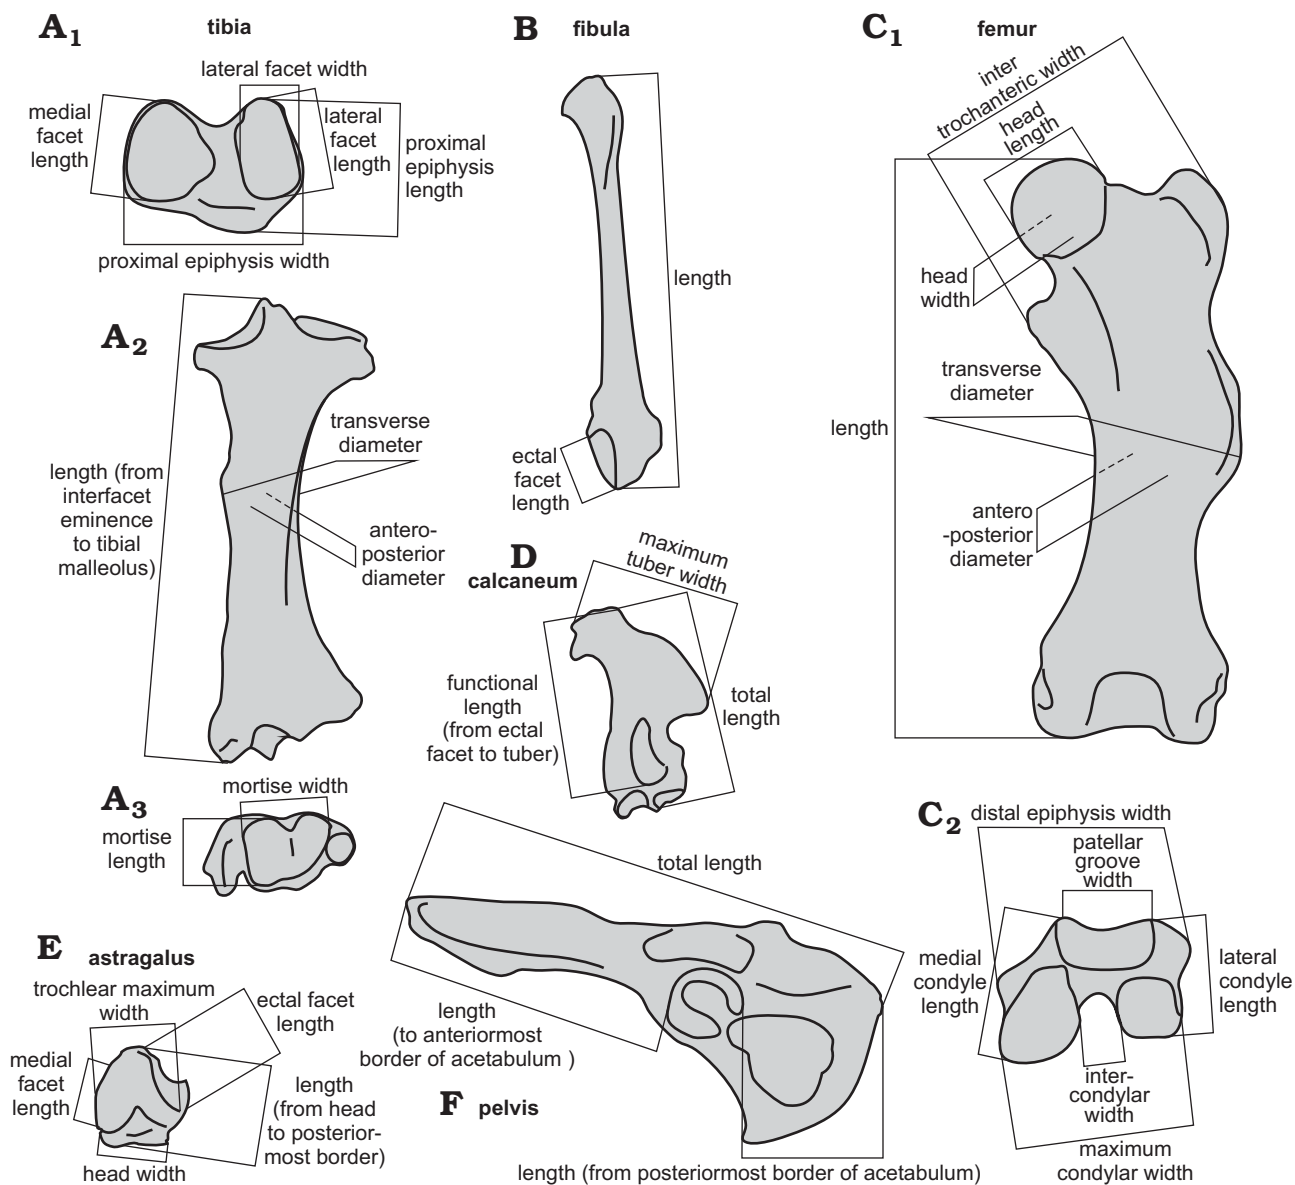 A1
tibia
lateral facet width
medial
facet
length
lateral
facet
length
proximal
epiphysis
length
proximal epiphysis width
A2
transverse
diameter
length (from
interfacet
eminence
to tibial
malleolus)
antero-
posterior
diameter
A3
mortise width
mortise
length
B
fibula
length
ectal
facet
length
C1
femur
inter
trochanteric width
head
length
head
width
transverse
diameter
length
antero
-posterior
diameter
C2
distal epiphysis width
patellar
groove
width
medial
condyle
length
lateral
condyle
length
inter-
condylar
width
maximum
condylar width
D
calcaneum
maximum
tuber width
functional
length
(from ectal
facet to tuber)
total
length
E
astragalus
trochlear maximum
width
ectal facet
length
medial
facet
length
length
(from head
to posterior-
most border)
head width
F pelvis
total length
length
(to anteriormost
border of acetabulum )
length (from posteriormost border of acetabulum)